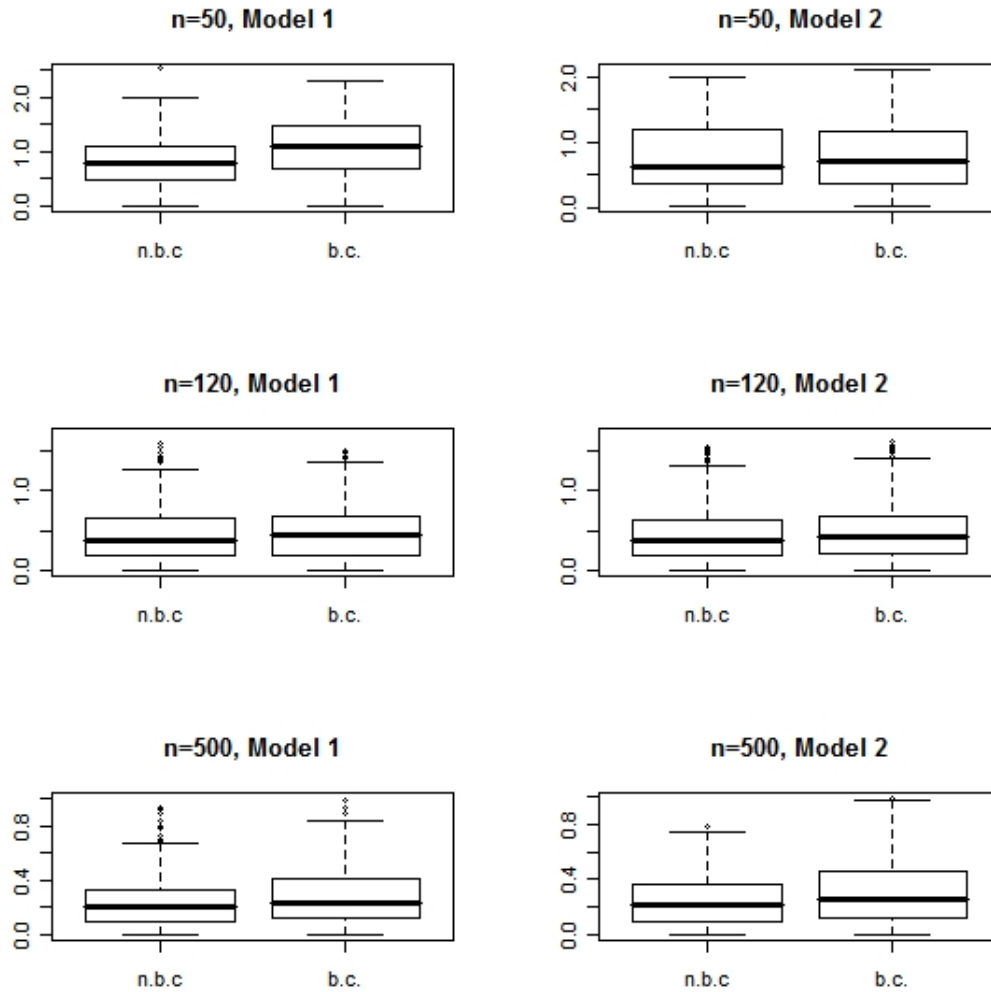 n=50, Model 1
2.0
1.0
0.0
n.b.c
b.c.
n=50, Model 2
2.0
1.0
0.0
n.b.c
b.c.
n=120, Model 1
1.0
0.0
n.b.c
b.c.
n=120, Model 2
1.0
0.0
n.b.c
b.c.
n=500, Model 1
0.8
0.4
0.0
n.b.c
b.c.
n=500, Model 2
0.8
0.4
0.0
n.b.c
b.c.